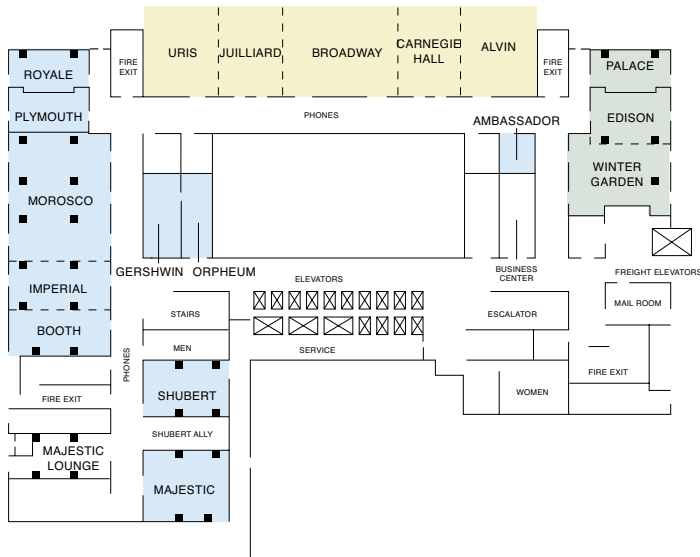 URIS
JUILLIARD
BROADWAY
CARNEGIE
HALL
ALVIN
FIRE
EXIT
FIRE
EXIT
ROYALE
PALACE
PLYMOUTH
PHONES
AMBASSADOR
EDISON
WINTER
GARDEN
MOROSCO
GERSHWIN
ORPHEUM
ELEVATORS
BUSINESS
CENTER
FREIGHT ELEVATORS
IMPERIAL
MAIL ROOM
STAIRS
ESCALATOR
BOOTH
MEN
SERVICE
PHONES
FIRE EXIT
WOMEN
SHUBERT
FIRE EXIT
SHUBERT ALLY
MAJESTIC
LOUNGE
MAJESTIC